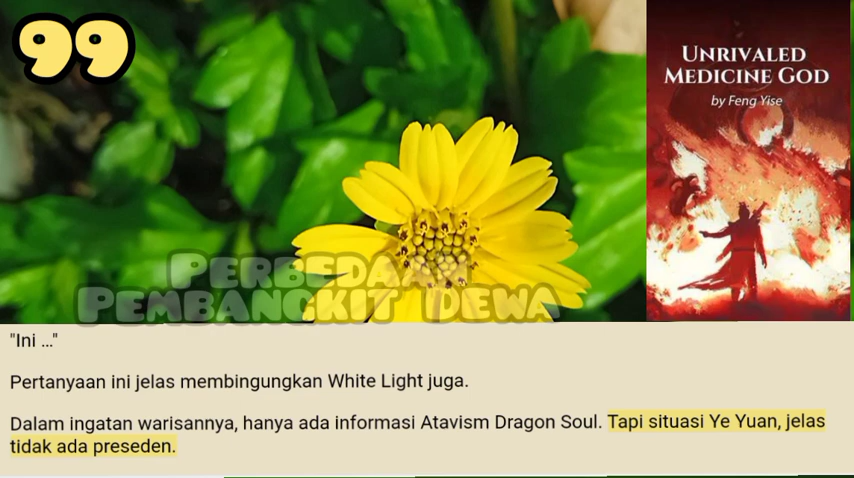 99
UNRIVALED
MEDICINE GOD
by Feng Yise
PERBEDAAN
PEMBANGKIT DEWA
"Ini ..."
Pertanyaan ini jelas membingungkan White Light juga.
Dalam ingatan warisannya, hanya ada informasi Atavism Dragon Soul. Tapi situasi Ye Yuan, jelas
tidak ada preseden.